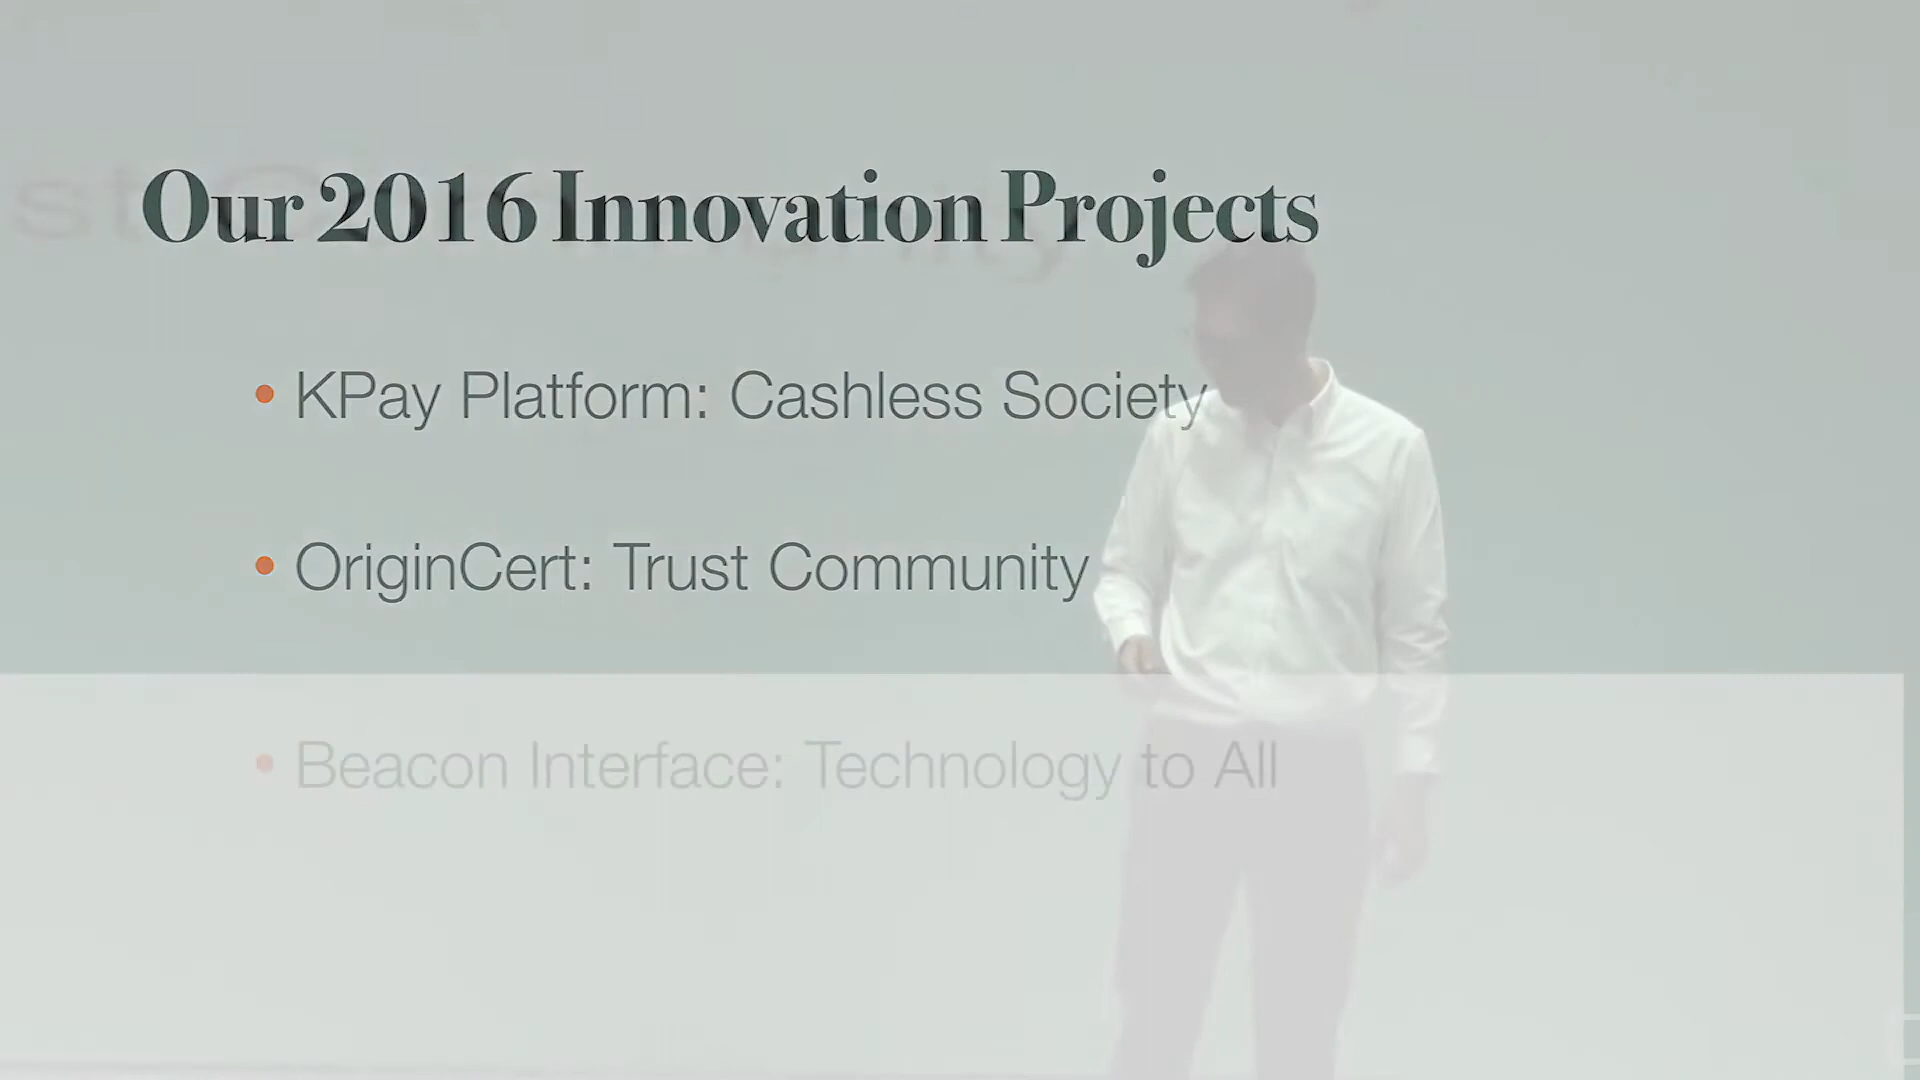 Our 2016 Innovation Projects
• KPay Platform: Cashless Society
• OriginCert: Trust Community
• Beacon Interface: Technology to All